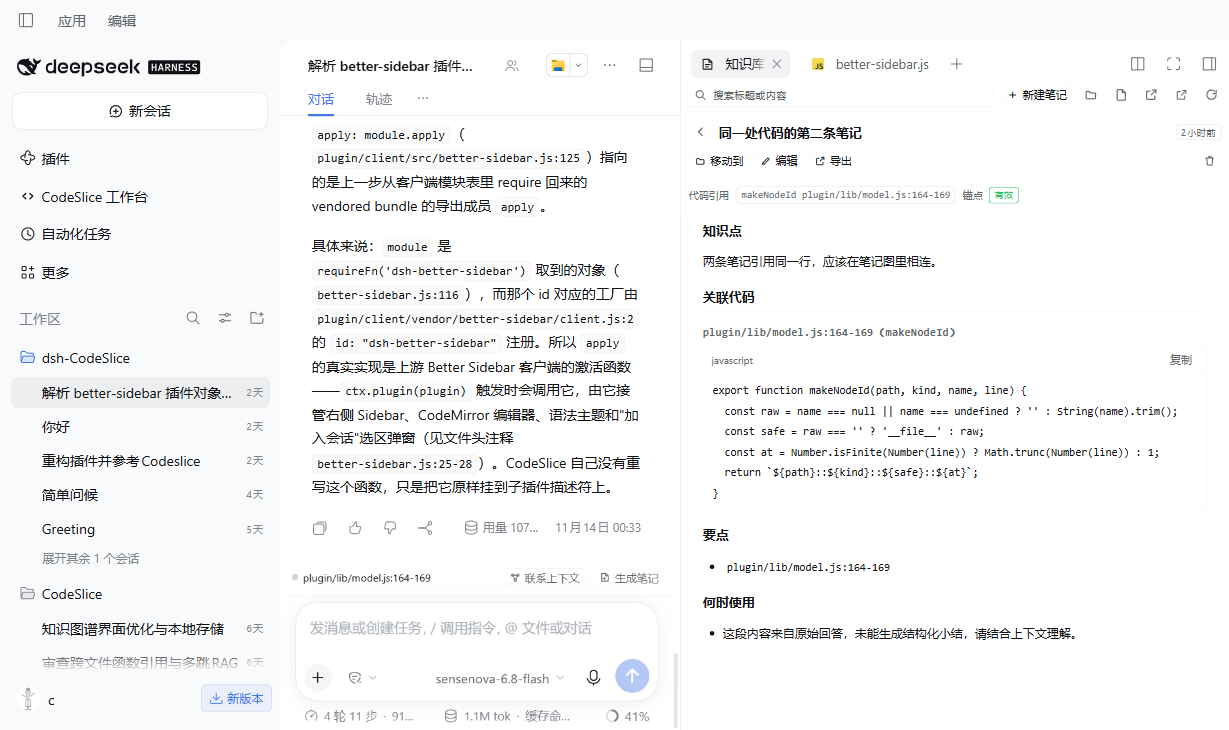 应用 编辑
deepseek HARNESS
新会话
插件
CodeSlice 工作台
自动化任务
更多
工作区
dsh-CodeSlice
解析 better-sidebar 插件对象... 2天
你好 2天
重构插件并参考Codeslice 2天
简单问候 4天
Greeting 5天
展开其余 1 个会话
CodeSlice
知识图谱界面优化与本地存储 6天
审查跨文件函数引用与多跳RAG 6天
c
新版本
解析 better-sidebar 插件...
对话 轨迹 ...
apply: module.apply （
plugin/client/src/better-sidebar.js:125 ）指向
的是上一步从客户端模块表里 require 回来的
vendored bundle 的导出成员 apply 。
具体来说： module 是
requireFn('dsh-better-sidebar') 取到的对象（
better-sidebar.js:116 ），而那个 id 对应的工厂由
plugin/client/vendor/better-sidebar/client.js:2
的 id: "dsh-better-sidebar" 注册。所以 apply
的真实实现是上游 Better Sidebar 客户端的激活函数
——ctx.plugin(plugin) 触发时会调用它，由它接
管右侧 Sidebar、CodeMirror 编辑器、语法主题和"加
入会话"选区弹窗（见文件头注释
better-sidebar.js:25-28 ）。CodeSlice 自己没有重
写这个函数，只是把它原样挂到子插件描述符上。
用量 107... 11月14日 00:33
plugin/lib/model.js:164-169 联系上下文 生成笔记
发消息或创建任务, / 调用指令, @ 文件或对话
sensenova-6.8-flash
4 轮 11 步 · 91... 1.1M tok · 缓存命... 41%
知识库 JS better-sidebar.js
搜索标题或内容 新建笔记
同一处代码的第二条笔记 2小时前
移动到 编辑 导出
代码引用 makeNodeId plugin/lib/model.js:164-169 锚点 有效
知识点
两条笔记引用同一行，应该在笔记图里相连。
关联代码
plugin/lib/model.js:164-169 (makeNodeId)
javascript 复制
export function makeNodeId(path, kind, name, line) {
const raw = name === null || name === undefined ? '' : String(name).trim();
const safe = raw === '' ? '__file__' : raw;
const at = Number.isFinite(Number(line)) ? Math.trunc(Number(line)) : 1;
return `${path}::${kind}::${safe}::${at}`;
}
要点
• plugin/lib/model.js:164-169
何时使用
• 这段内容来自原始回答，未能生成结构化小结，请结合上下文理解。